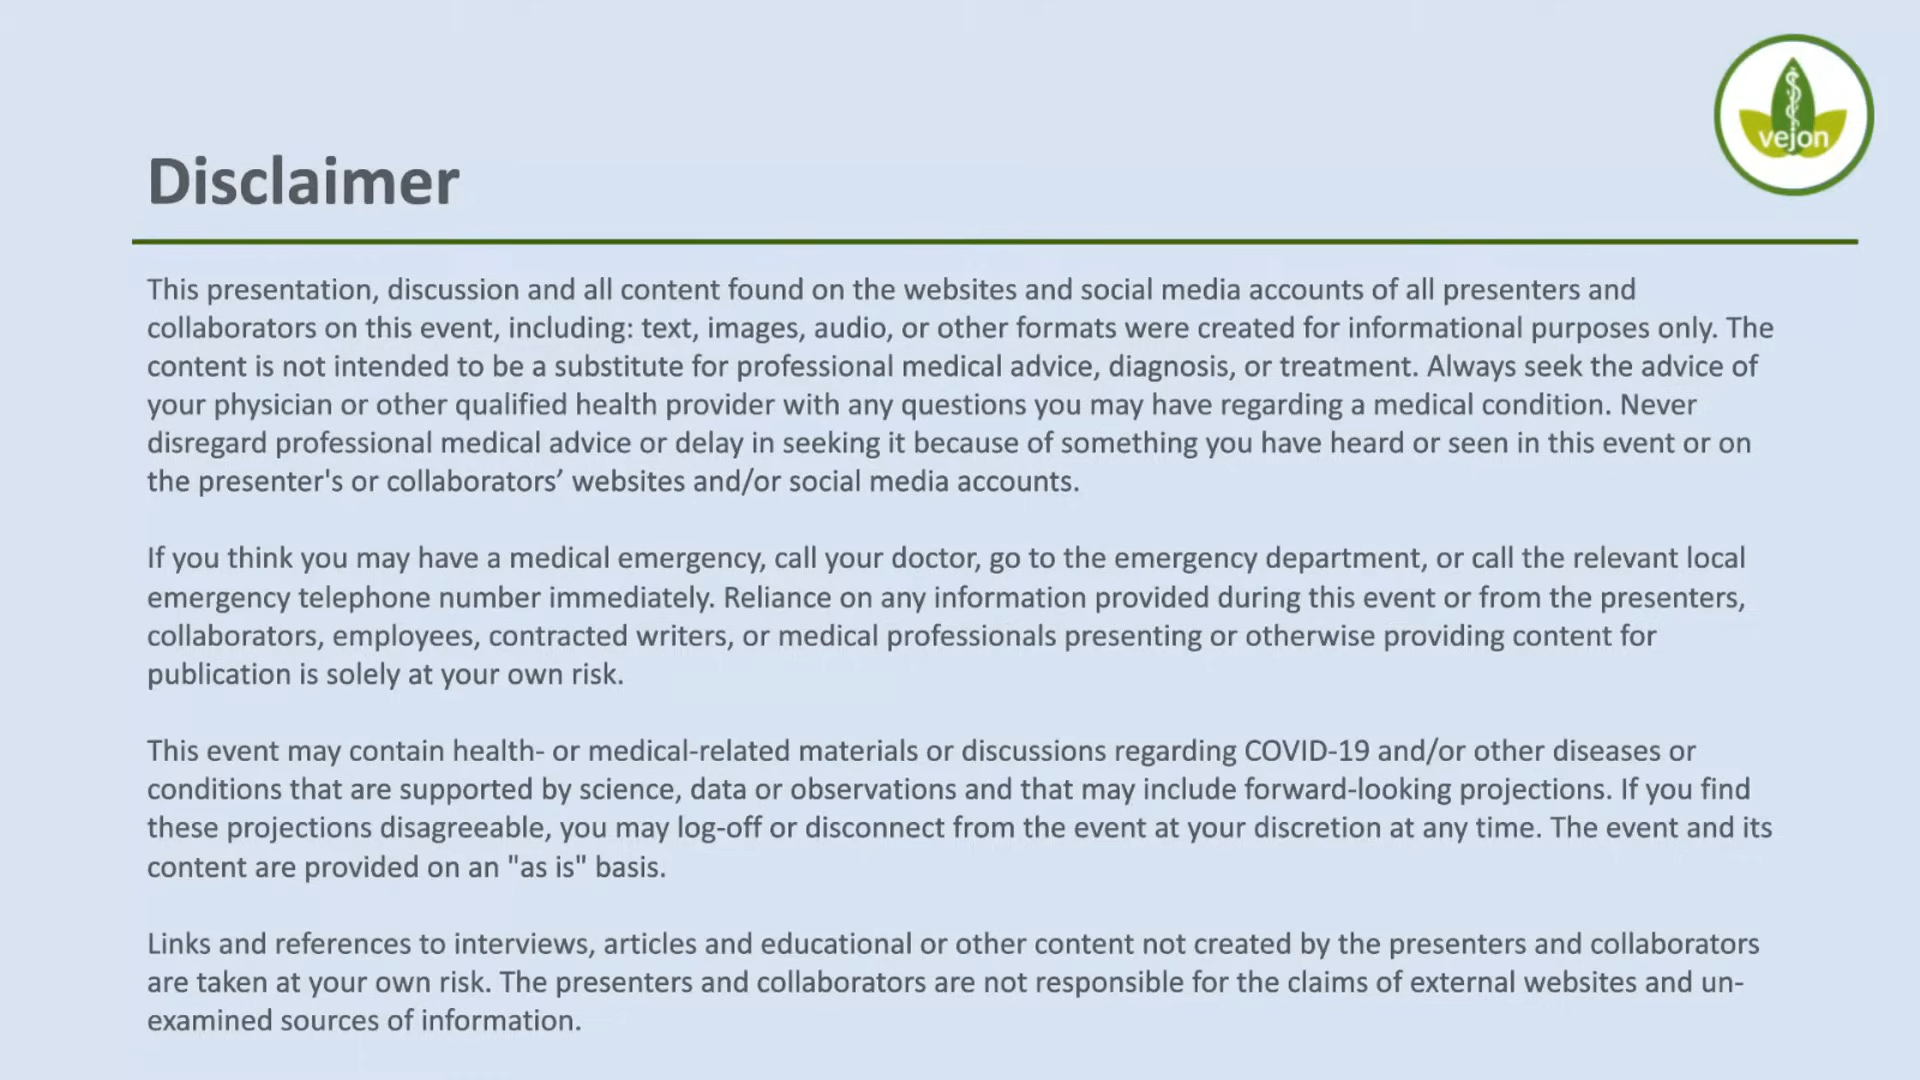 vejon
Disclaimer
This presentation, discussion and all content found on the websites and social media accounts of all presenters and
collaborators on this event, including: text, images, audio, or other formats were created for informational purposes only. The
content is not intended to be a substitute for professional medical advice, diagnosis, or treatment. Always seek the advice of
your physician or other qualified health provider with any questions you may have regarding a medical condition. Never
disregard professional medical advice or delay in seeking it because of something you have heard or seen in this event or on
the presenter's or collaborators’ websites and/or social media accounts.
If you think you may have a medical emergency, call your doctor, go to the emergency department, or call the relevant local
emergency telephone number immediately. Reliance on any information provided during this event or from the presenters,
collaborators, employees, contracted writers, or medical professionals presenting or otherwise providing content for
publication is solely at your own risk.
This event may contain health- or medical-related materials or discussions regarding COVID-19 and/or other diseases or
conditions that are supported by science, data or observations and that may include forward-looking projections. If you find
these projections disagreeable, you may log-off or disconnect from the event at your discretion at any time. The event and its
content are provided on an "as is" basis.
Links and references to interviews, articles and educational or other content not created by the presenters and collaborators
are taken at your own risk. The presenters and collaborators are not responsible for the claims of external websites and un-
examined sources of information.